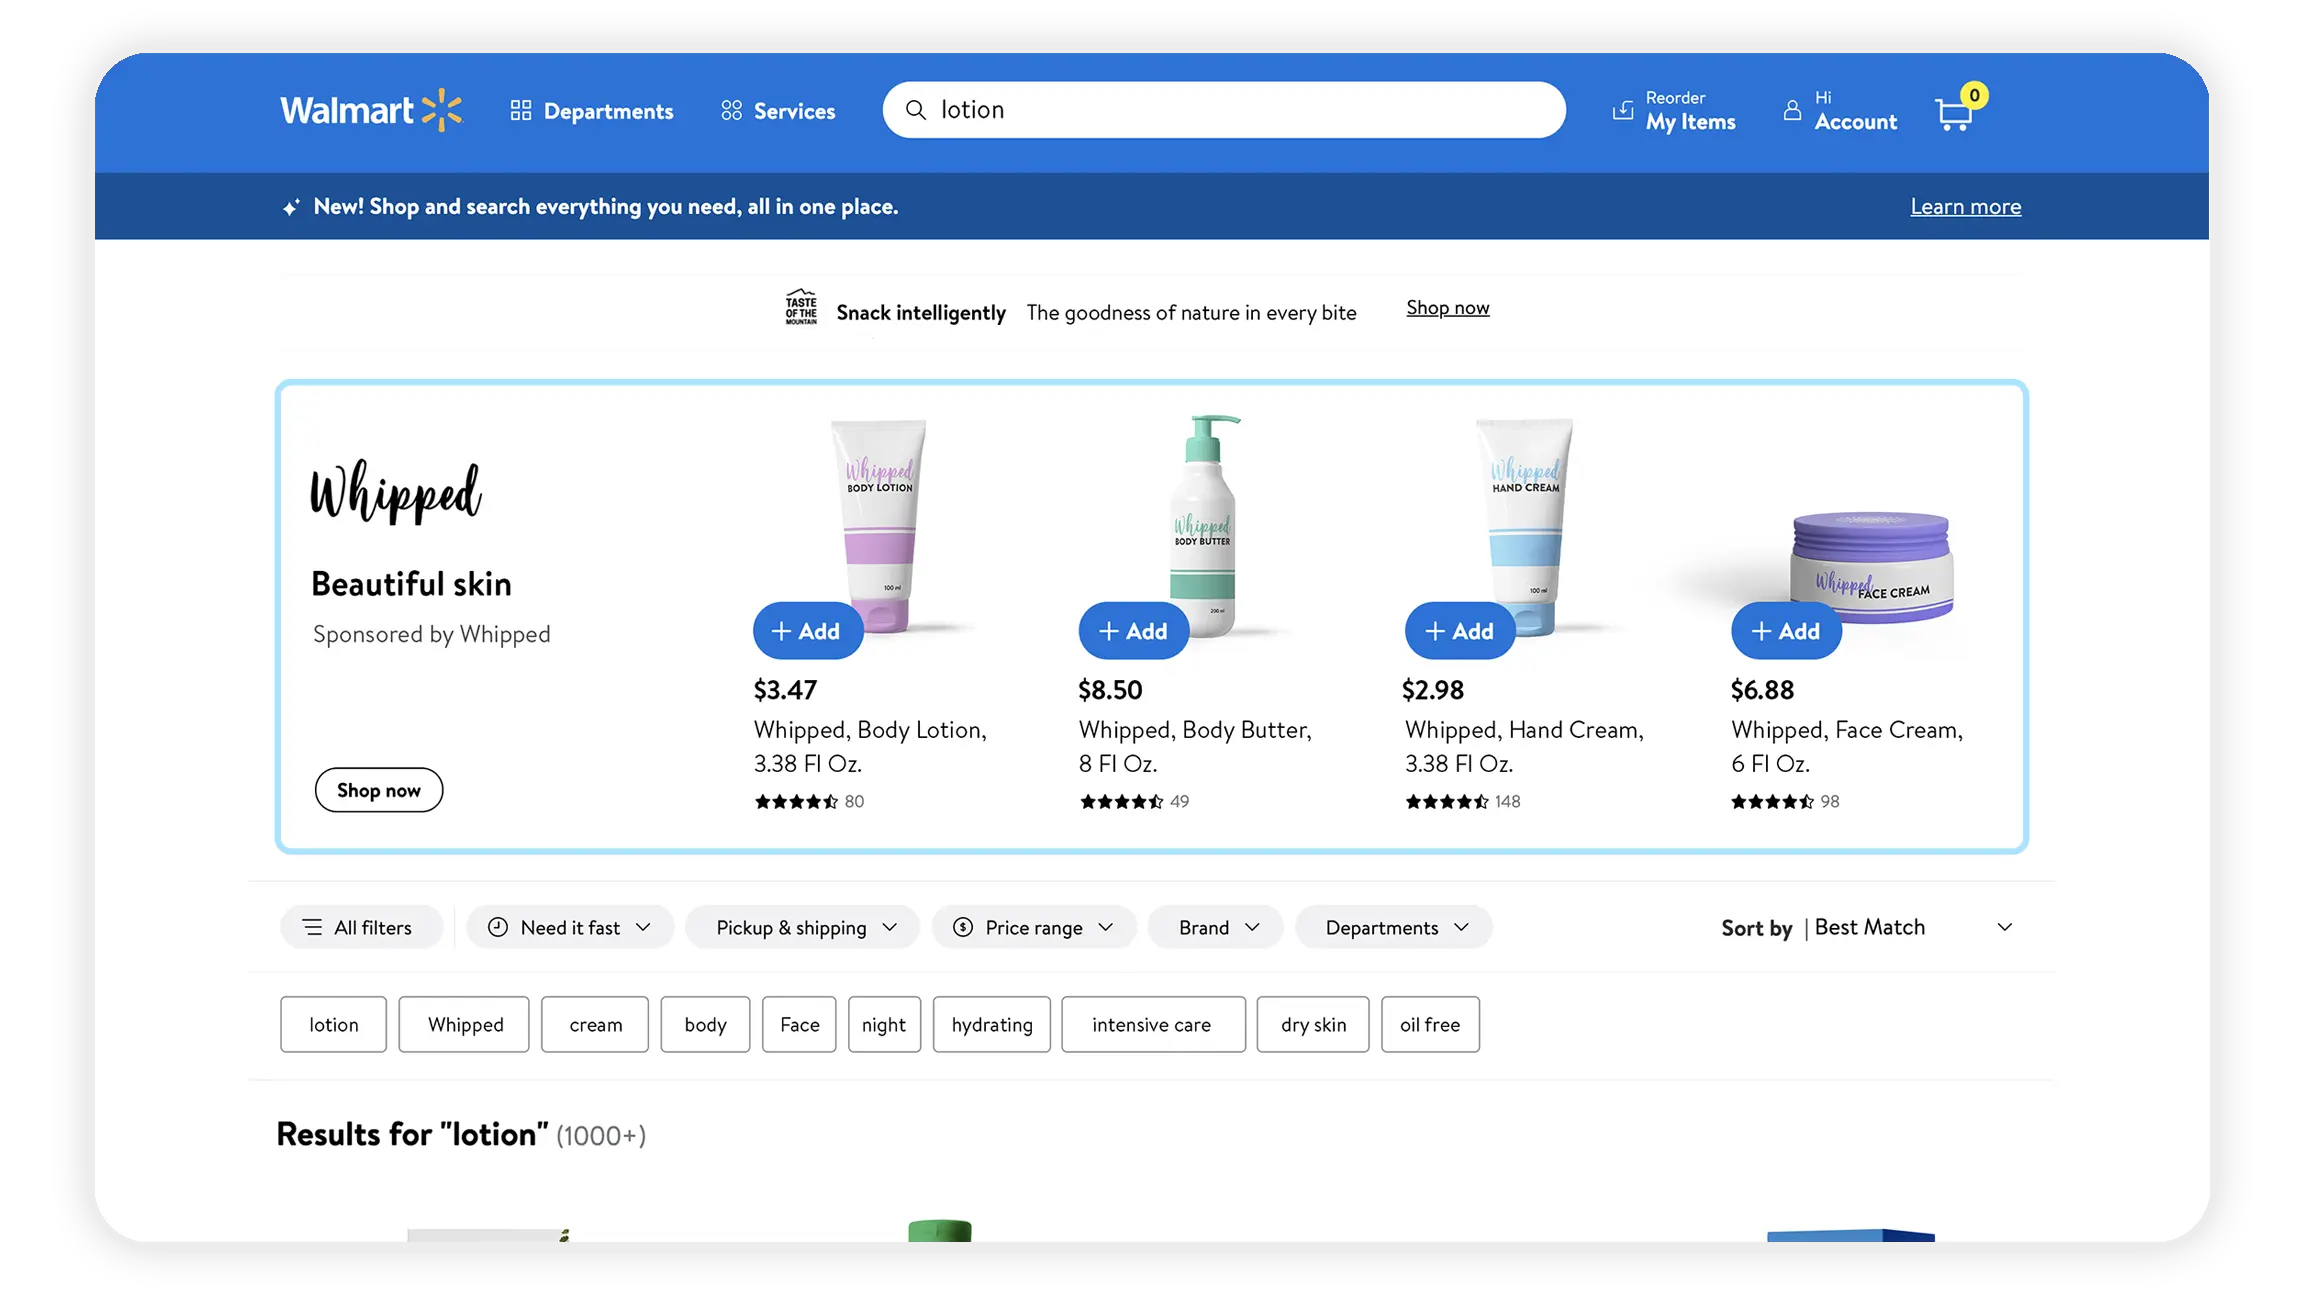 Walmart
Departments
Services
lotion
Reorder
My Items
Hi
Account
0
New! Shop and search everything you need, all in one place.
Learn more
TASTE
OF THE
MOUNTAIN
Snack intelligently
The goodness of nature in every bite
Shop now
Whipped
Beautiful skin
Sponsored by Whipped
Shop now
Whipped
BODY LOTION
100 ml
+ Add
$3.47
Whipped, Body Lotion,
3.38 Fl Oz.
80
Whipped
BODY BUTTER
200 ml
+ Add
$8.50
Whipped, Body Butter,
8 Fl Oz.
49
Whipped
HAND CREAM
100 ml
+ Add
$2.98
Whipped, Hand Cream,
3.38 Fl Oz.
148
Whipped
FACE CREAM
+ Add
$6.88
Whipped, Face Cream,
6 Fl Oz.
98
All filters
Need it fast
Pickup & shipping
$ Price range
Brand
Departments
Sort by | Best Match
lotion
Whipped
cream
body
Face
night
hydrating
intensive care
dry skin
oil free
Results for "lotion" (1000+)